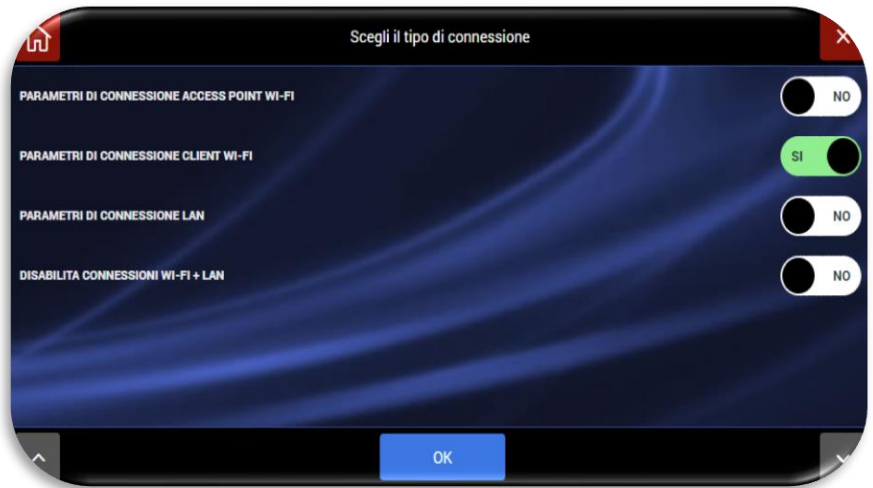 Scegli il tipo di connessione
PARAMETRI DI CONNESSIONE ACCESS POINT WI-FI
NO
PARAMETRI DI CONNESSIONE CLIENT WI-FI
SI
PARAMETRI DI CONNESSIONE LAN
NO
DISABILITA CONNESSIONI WI-FI + LAN
NO
OK